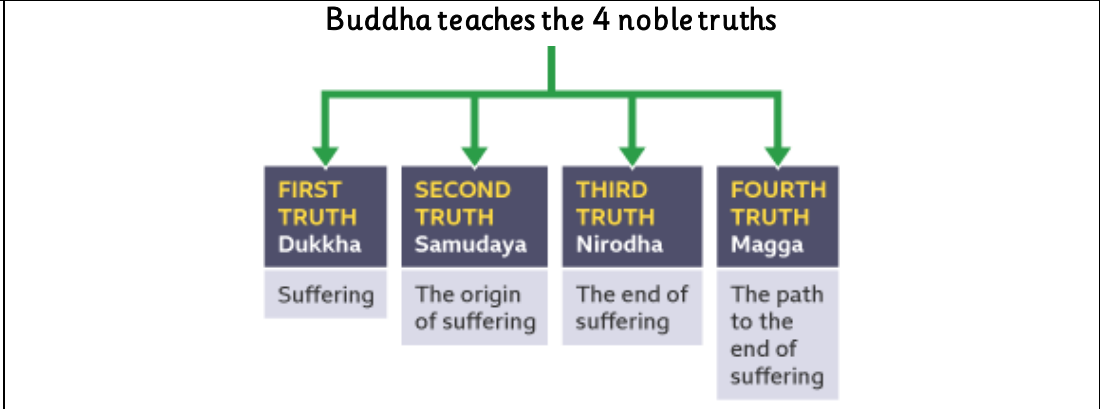 Buddha teaches the 4 noble truths
FIRST
TRUTH
Dukkha
Suffering
SECOND
TRUTH
Samudaya
The origin
of suffering
THIRD
TRUTH
Nirodha
The end of
suffering
FOURTH
TRUTH
Magga
The path
to the
end of
suffering